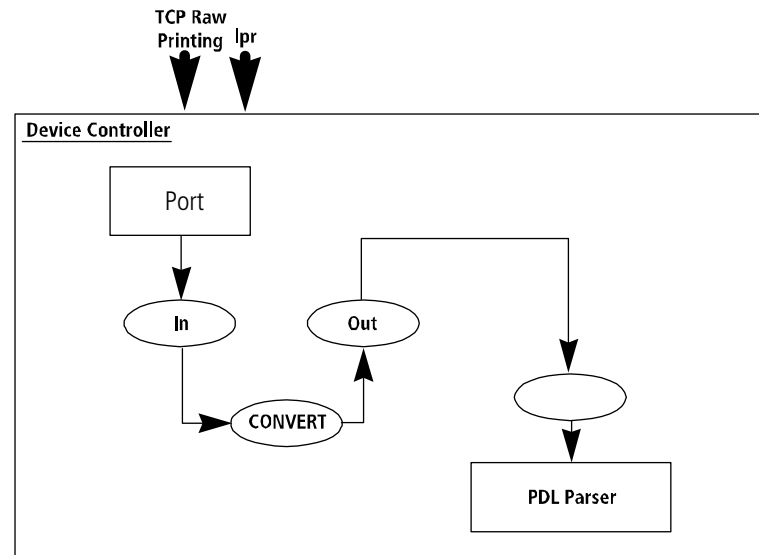 TCP Raw
Printing
lpr
Device Controller
Port
In
Out
CONVERT
PDL Parser